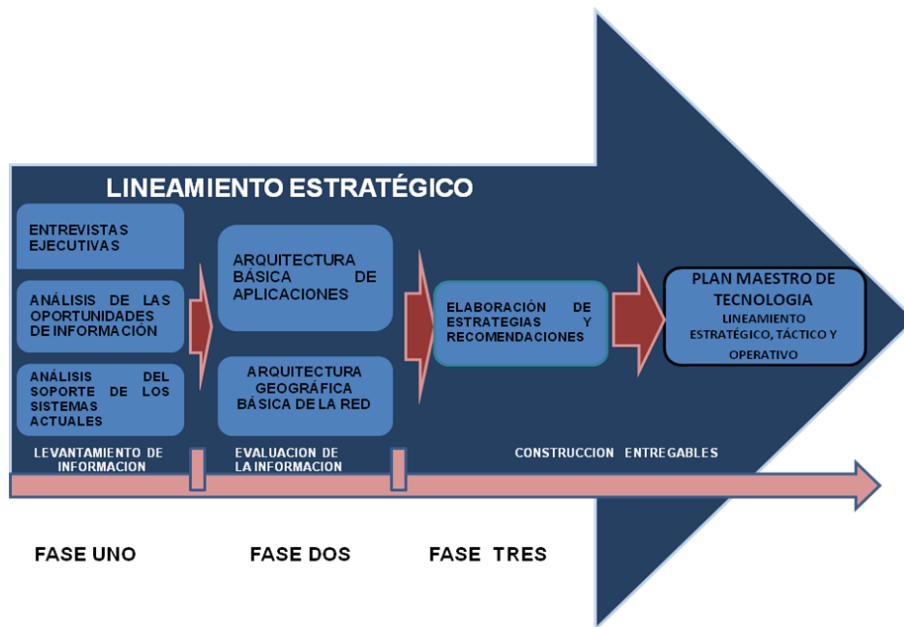 LINEAMIENTO ESTRATÉGICO
ENTREVISTAS
EJECUTIVAS
ANÁLISIS DE LAS
OPORTUNIDADES
DE INFORMACIÓN
ANÁLISIS DEL
SOPORTE DE LOS
SISTEMAS
ACTUALES
ARQUITECTURA
BÁSICA DE
APLICACIONES
ARQUITECTURA
GEOGRÁFICA
BÁSICA DE LA RED
ELABORACIÓN DE
ESTRATEGIAS Y
RECOMENDACIONES
PLAN MAESTRO DE
TECNOLOGIA
LINEAMIENTO
ESTRATÉGICO, TÁCTICO Y
OPERATIVO
LEVANTAMIENTO DE
INFORMACION
EVALUACION DE
LA INFORMACION
CONSTRUCCION ENTREGABLES
FASE UNO
FASE DOS
FASE TRES